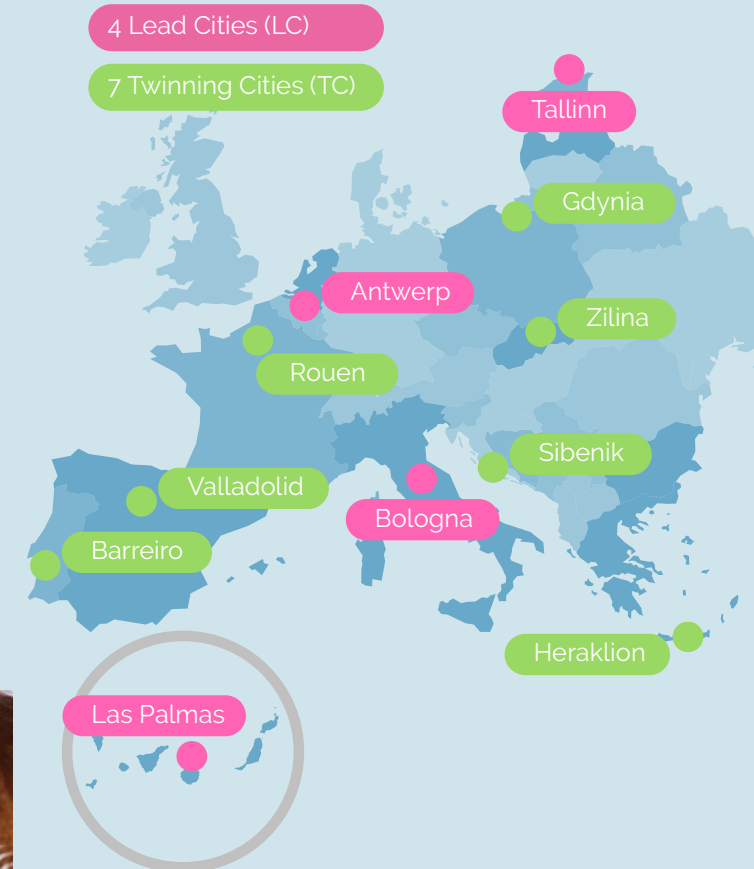 4 Lead Cities (LC)
7 Twinning Cities (TC)
Tallinn
Gdynia
Antwerp
Zilina
Rouen
Sibenik
Valladolid
Bologna
Barreiro
Heraklion
Las Palmas